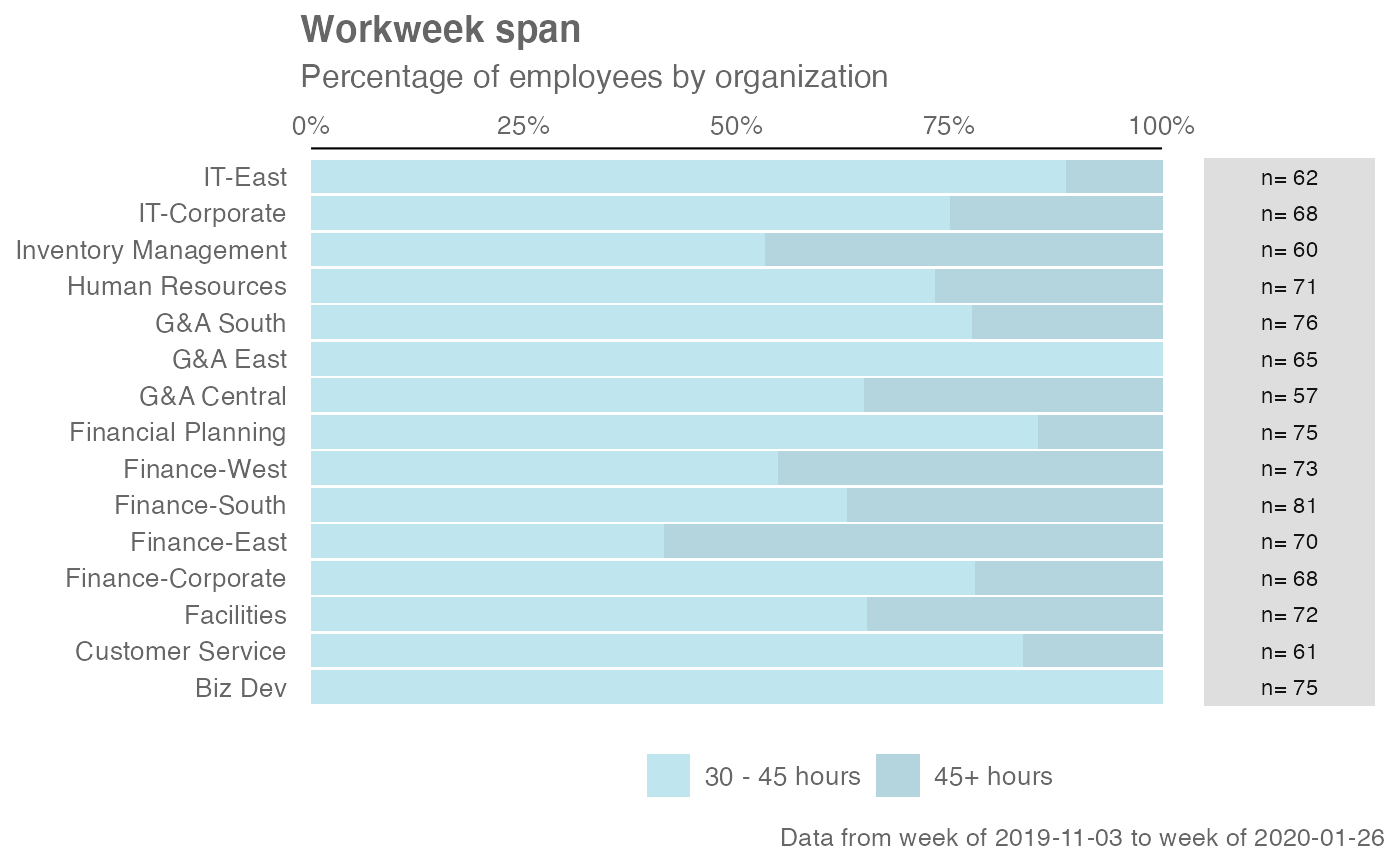 Workweek span
Percentage of employees by organization
0% 25% 50% 75% 100%
IT-East n= 62
IT-Corporate n= 68
Inventory Management n= 60
Human Resources n= 71
G&A South n= 76
G&A East n= 65
G&A Central n= 57
Financial Planning n= 75
Finance-West n= 73
Finance-South n= 81
Finance-East n= 70
Finance-Corporate n= 68
Facilities n= 72
Customer Service n= 61
Biz Dev n= 75
30 - 45 hours 45+ hours
Data from week of 2019-11-03 to week of 2020-01-26